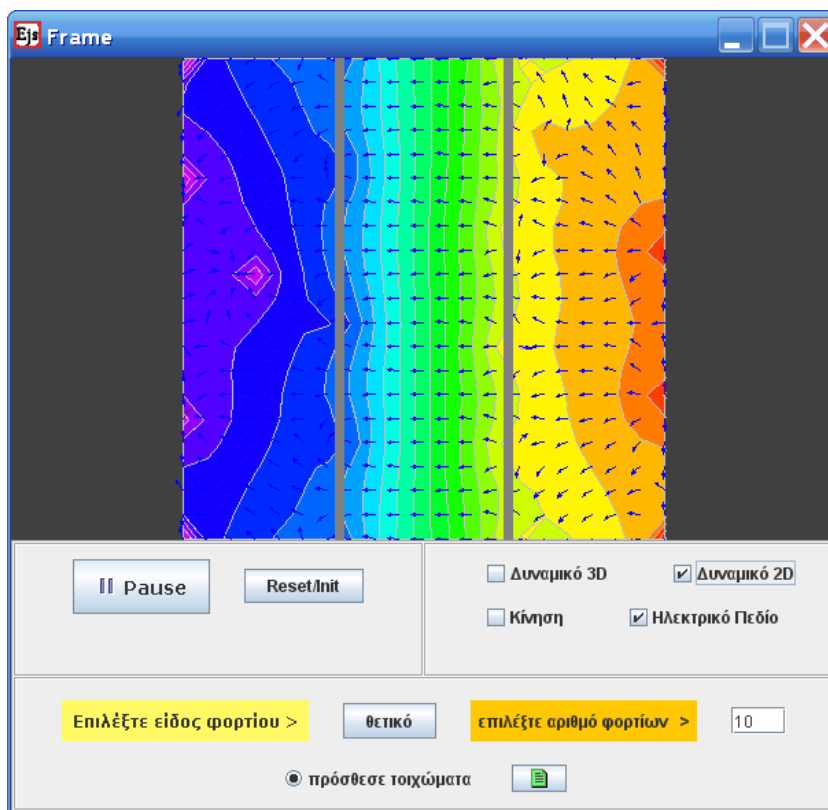 Ejs Frame
Pause Reset/Init
Δυναμικό 3D Δυναμικό 2D
Κίνηση Ηλεκτρικό Πεδίο
Επιλέξτε είδος φορτίου > θετικό επιλέξτε αριθμό φορτίων > 10
πρόσθεσε τοιχώματα